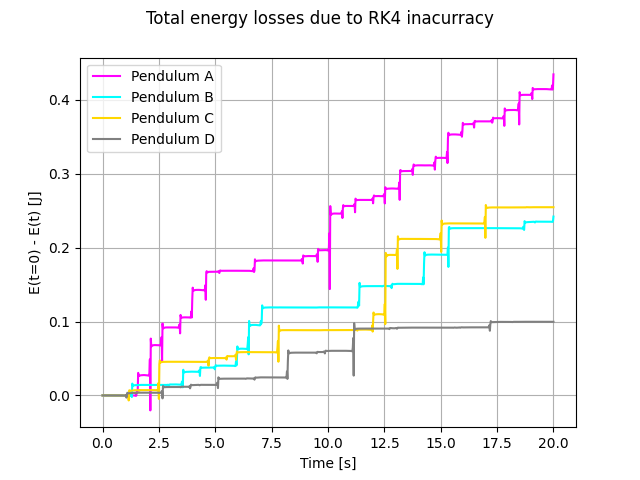 Total energy losses due to RK4 inacurracy
Pendulum A
Pendulum B
Pendulum C
Pendulum D
E(t=0) - E(t) [J]
0.4
0.3
0.2
0.1
0.0
0.0 2.5 5.0 7.5 10.0 12.5 15.0 17.5 20.0
Time [s]